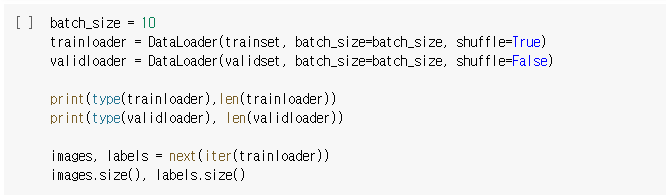 [ ] batch_size = 10
trainloader = DataLoader(trainset, batch_size=batch_size, shuffle=True)
validloader = DataLoader(validset, batch_size=batch_size, shuffle=False)
print(type(trainloader),len(trainloader))
print(type(validloader), len(validloader))
images, labels = next(iter(trainloader))
images.size(), labels.size()